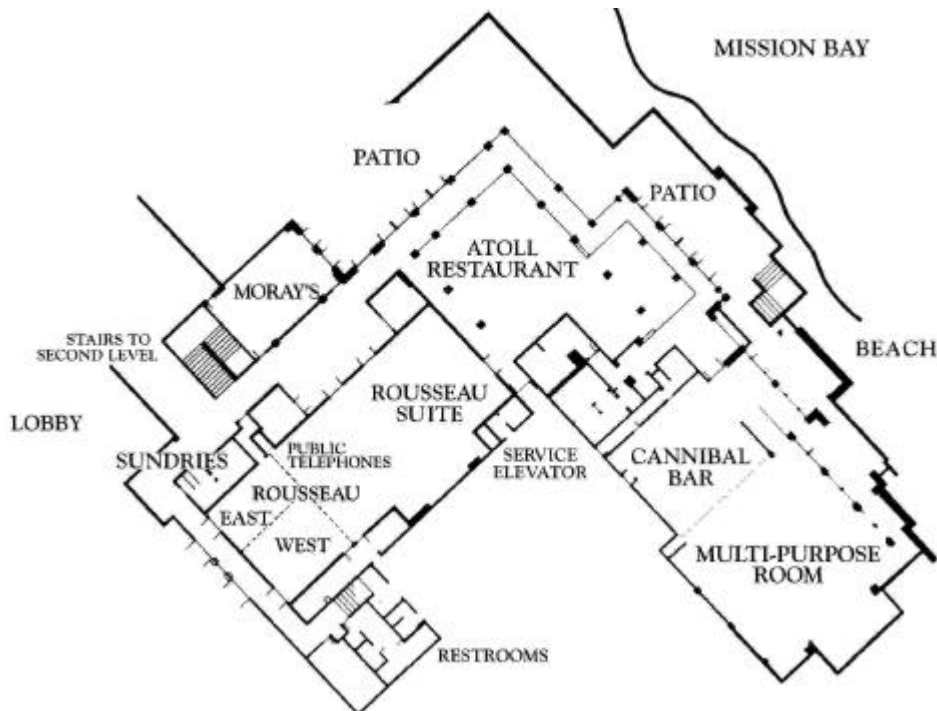 MISSION BAY
PATIO
PATIO
ATOLL
RESTAURANT
MORAY'S
STAIRS TO
SECOND LEVEL
BEACH
ROUSSEAU
SUITE
LOBBY
SUNDRIES
PUBLIC
TELEPHONES
SERVICE
ELEVATOR
CANNIBAL
BAR
ROUSSEAU
EAST
WEST
MULTI-PURPOSE
ROOM
RESTROOMS